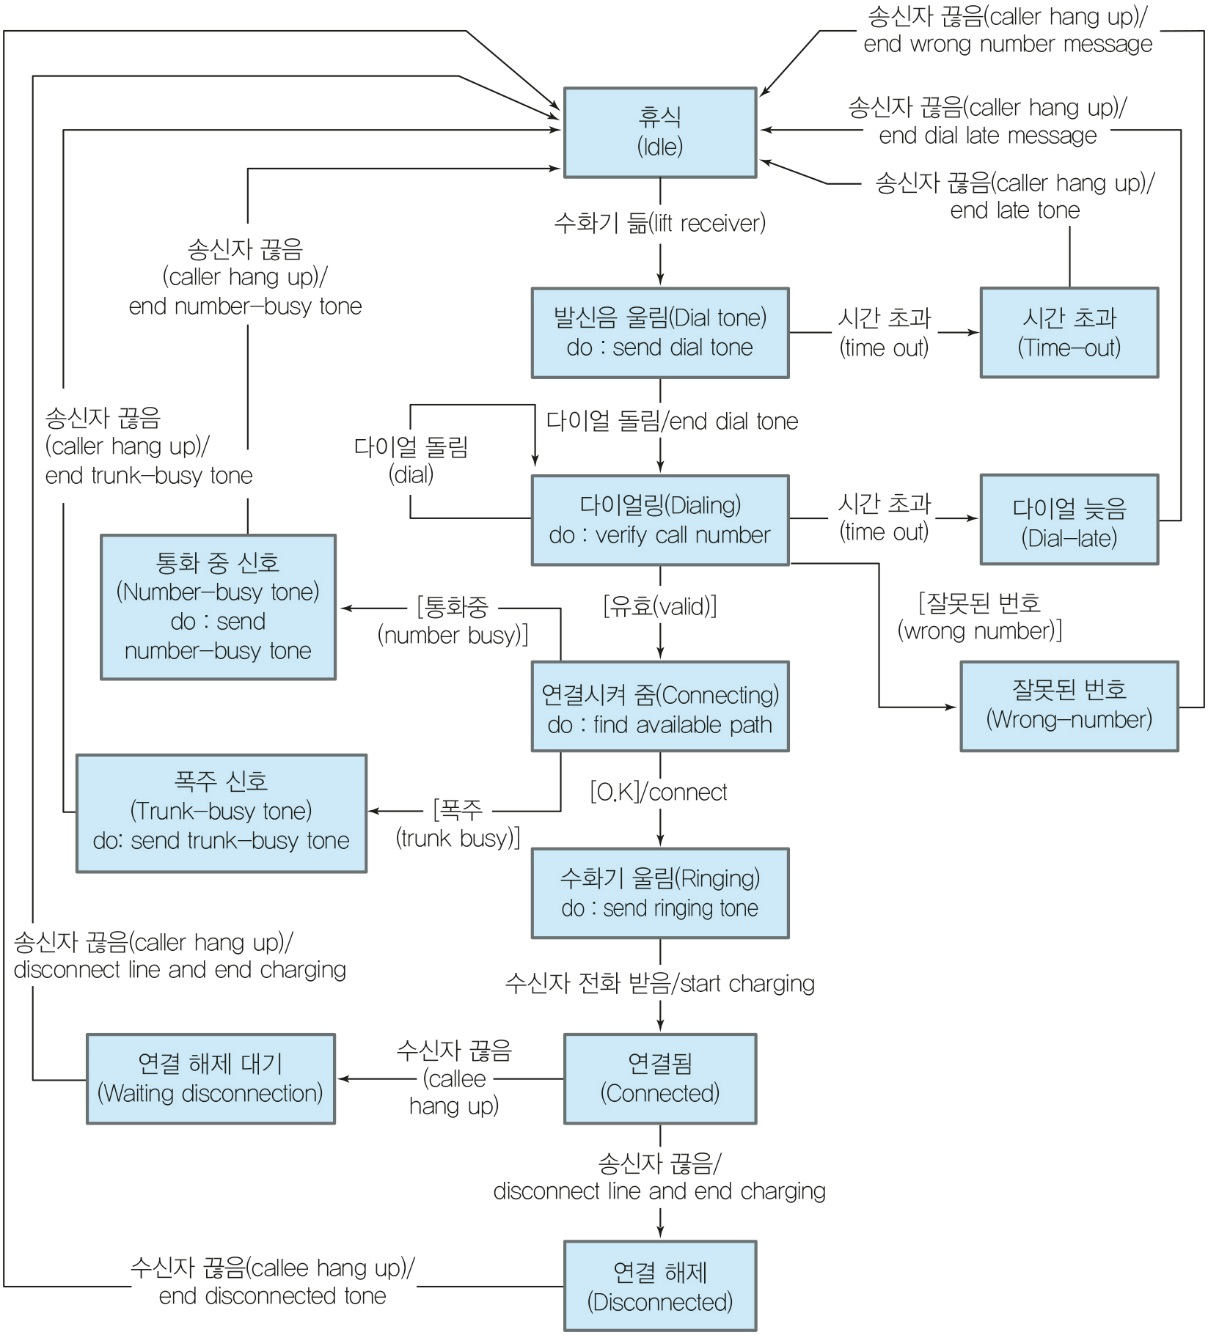 송신자 끊음(caller hang up)/
end wrong number message
휴식
(Idle)
송신자 끊음(caller hang up)/
end dial late message
송신자 끊음(caller hang up)/
end late tone
수화기 듦(lift receiver)
송신자 끊음
(caller hang up)/
end number-busy tone
발신음 울림(Dial tone)
do : send dial tone
시간 초과
(time out)
시간 초과
(Time-out)
송신자 끊음
(caller hang up)/
end trunk-busy tone
다이얼 돌림
(dial)
다이얼 돌림/end dial tone
다이얼링(Dialing)
do : verify call number
시간 초과
(time out)
다이얼 늦음
(Dial-late)
통화 중 신호
(Number-busy tone)
do : send
number-busy tone
[통화중
(number busy)]
[유효(valid)]
[잘못된 번호
(wrong number)]
연결시켜 줌(Connecting)
do : find available path
잘못된 번호
(Wrong-number)
폭주 신호
(Trunk-busy tone)
do: send trunk-busy tone
[폭주
(trunk busy)]
[O.K]/connect
수화기 울림(Ringing)
do : send ringing tone
송신자 끊음(caller hang up)/
disconnect line and end charging
수신자 전화 받음/start charging
연결 해제 대기
(Waiting disconnection)
수신자 끊음
(callee
hang up)
연결됨
(Connected)
송신자 끊음/
disconnect line and end charging
수신자 끊음(callee hang up)/
end disconnected tone
연결 해제
(Disconnected)